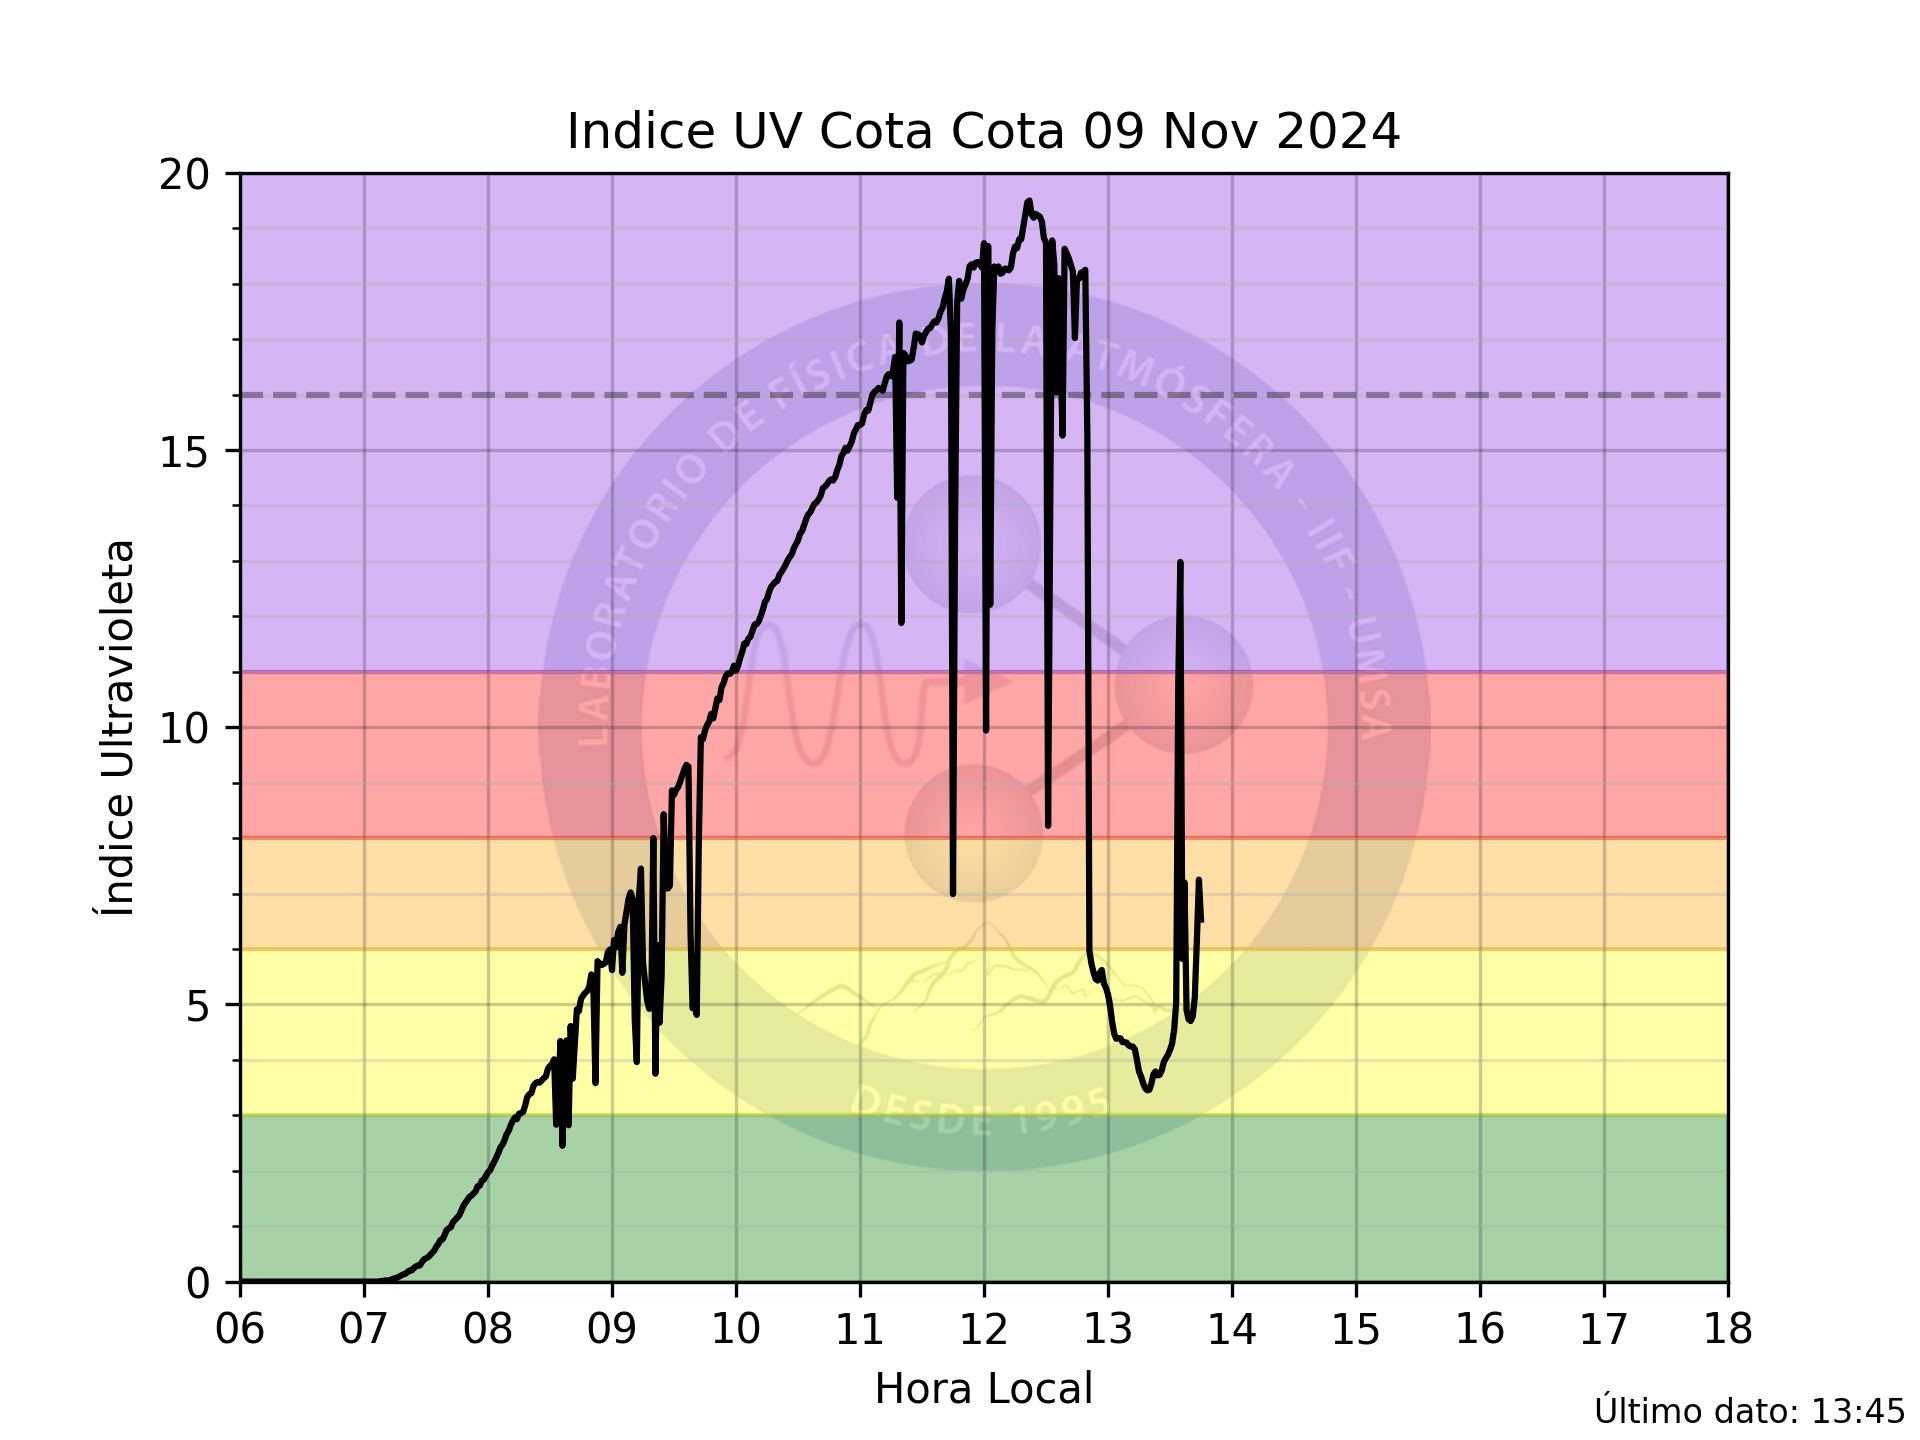 Indice UV Cota Cota 09 Nov 2024
20
15
10
5
0
Índice Ultravioleta
LABORATORIO DE FÍSICA DE LA ATMÓSFERA - IIF - UMSA
DESDE 1995
06 07 08 09 10 11 12 13 14 15 16 17 18
Hora Local
Último dato: 13:45